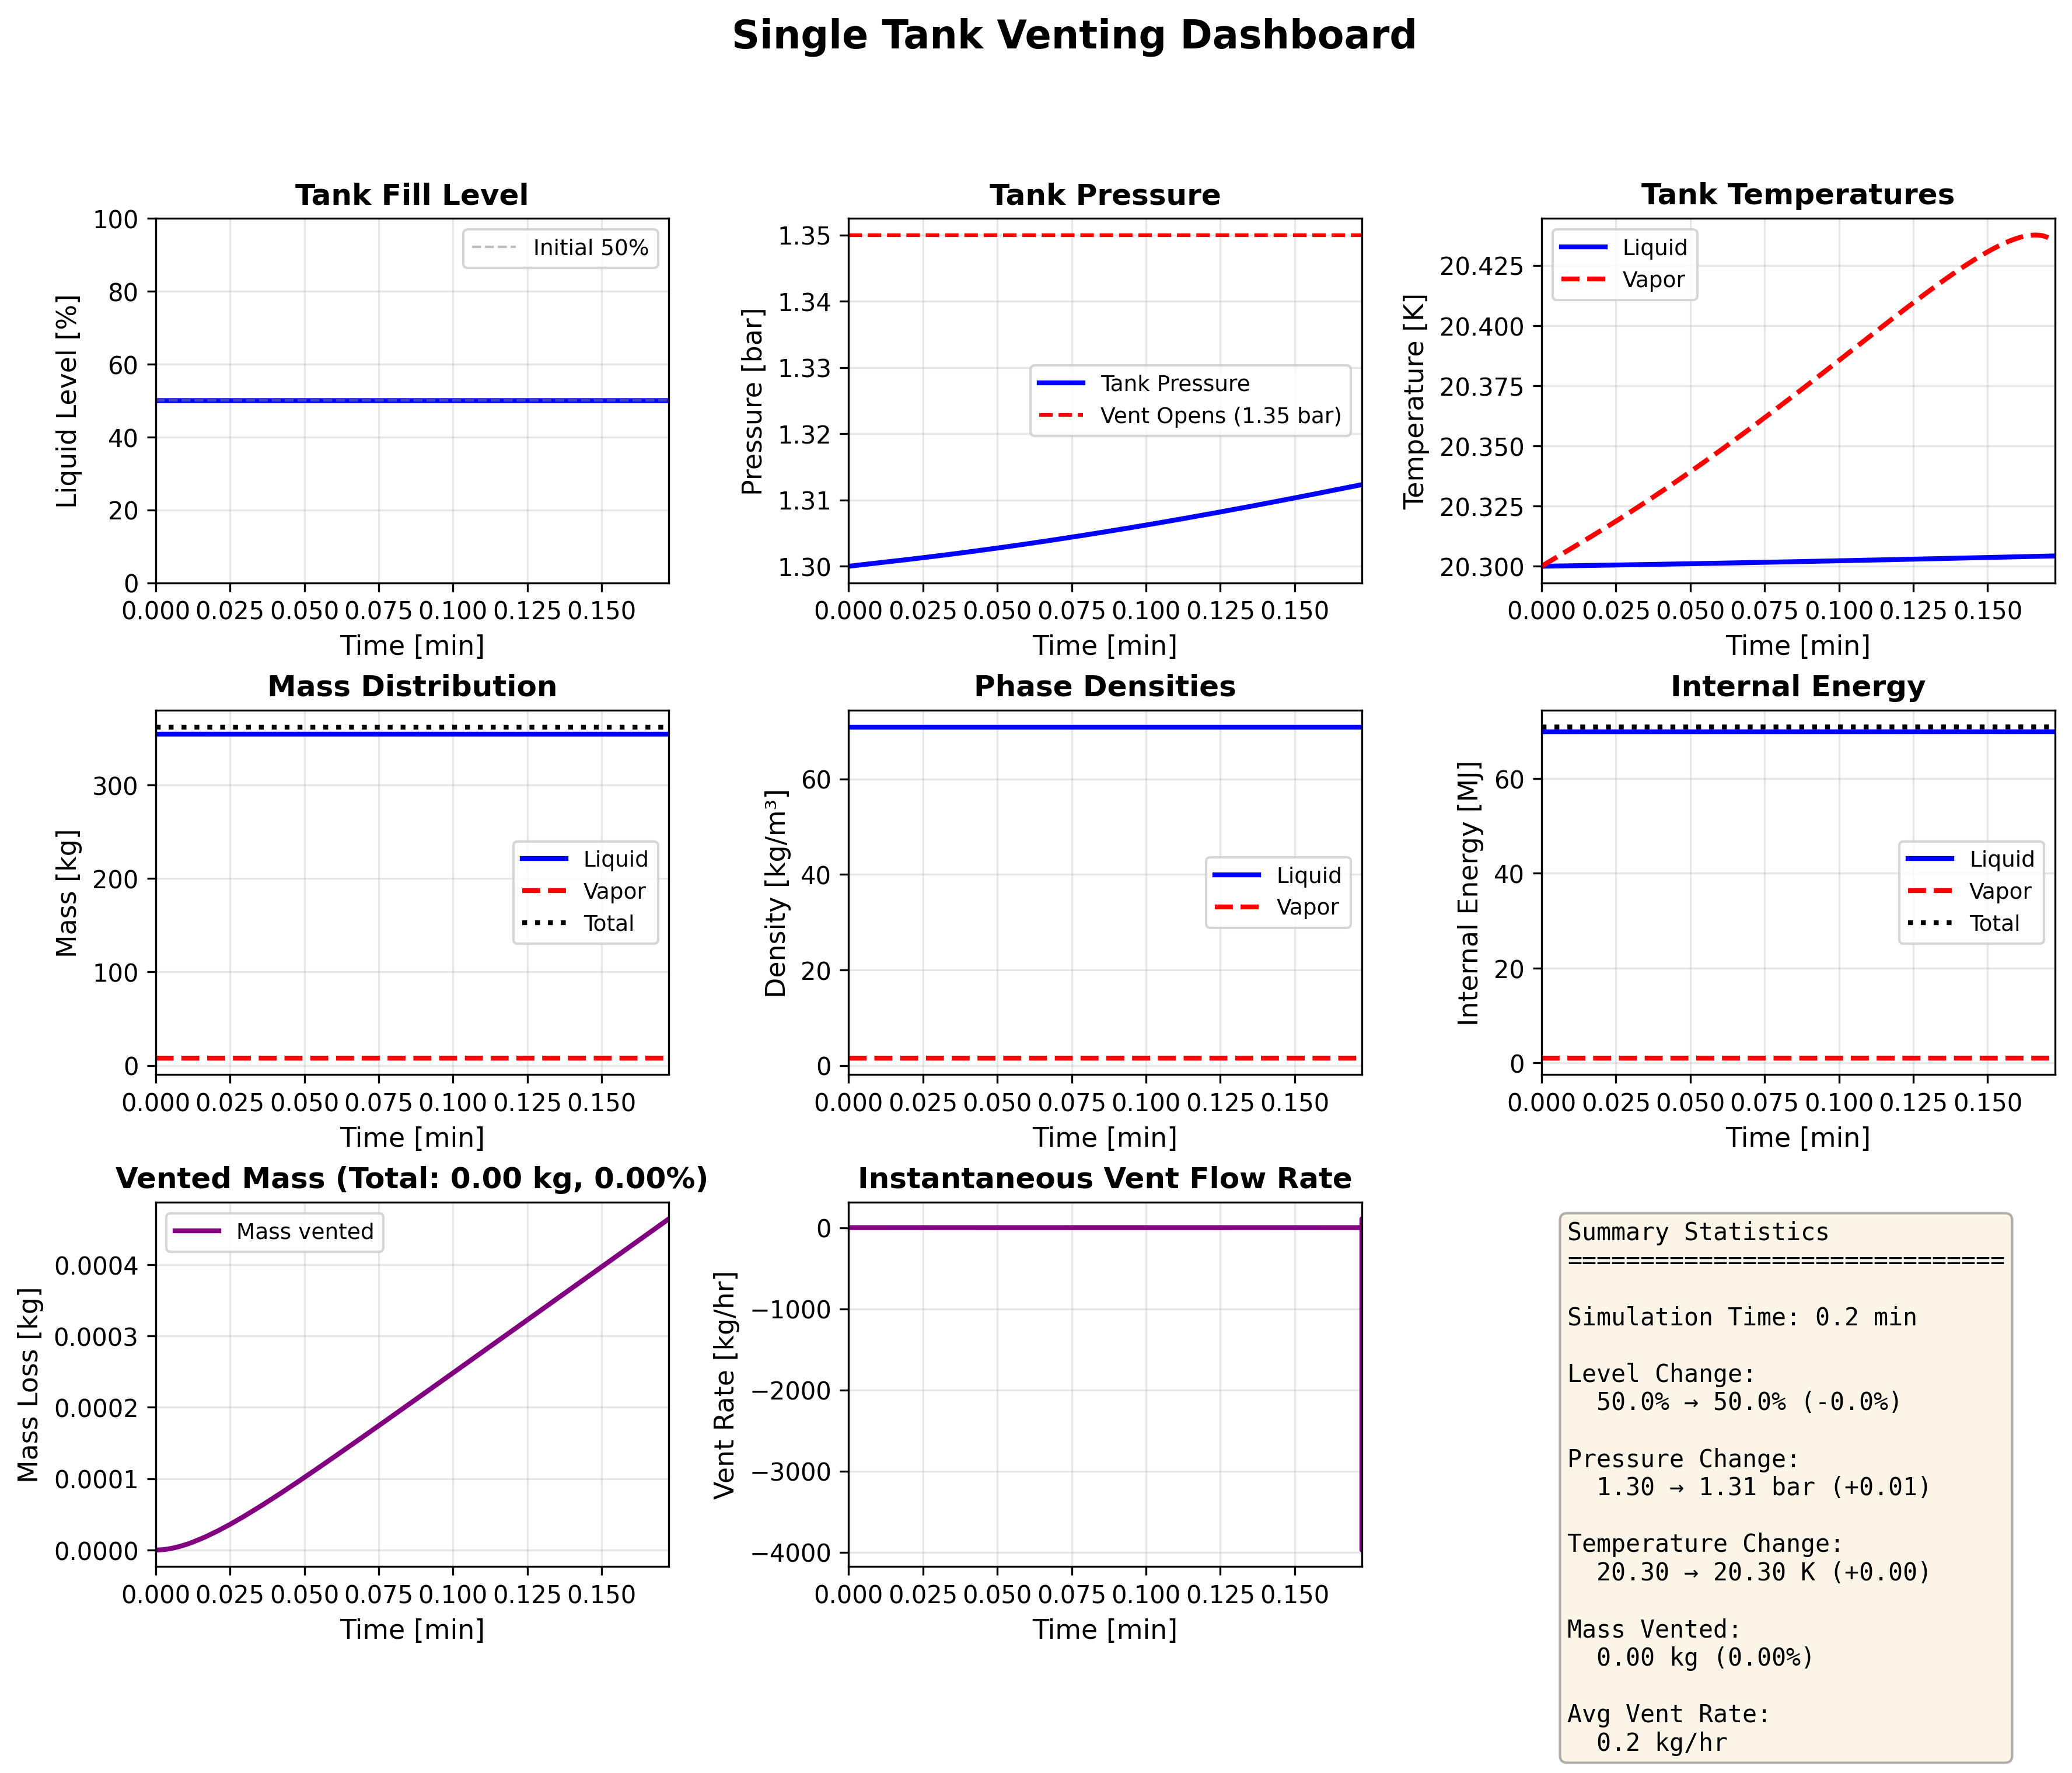 Single Tank Venting Dashboard
Tank Fill Level
100
80
60
40
20
0
Liquid Level [%]
Initial 50%
0.000 0.025 0.050 0.075 0.100 0.125 0.150
Time [min]
Tank Pressure
1.35
1.34
1.33
1.32
1.31
1.30
Pressure [bar]
Tank Pressure
Vent Opens (1.35 bar)
0.000 0.025 0.050 0.075 0.100 0.125 0.150
Time [min]
Tank Temperatures
20.425
20.400
20.375
20.350
20.325
20.300
Temperature [K]
Liquid
Vapor
0.000 0.025 0.050 0.075 0.100 0.125 0.150
Time [min]
Mass Distribution
300
200
100
0
Mass [kg]
Liquid
Vapor
Total
0.000 0.025 0.050 0.075 0.100 0.125 0.150
Time [min]
Phase Densities
60
40
20
0
Density [kg/m³]
Liquid
Vapor
0.000 0.025 0.050 0.075 0.100 0.125 0.150
Time [min]
Internal Energy
60
40
20
0
Internal Energy [MJ]
Liquid
Vapor
Total
0.000 0.025 0.050 0.075 0.100 0.125 0.150
Time [min]
Vented Mass (Total: 0.00 kg, 0.00%)
0.0004
0.0003
0.0002
0.0001
0.0000
Mass Loss [kg]
Mass vented
0.000 0.025 0.050 0.075 0.100 0.125 0.150
Time [min]
Instantaneous Vent Flow Rate
0
−1000
−2000
−3000
−4000
Vent Rate [kg/hr]
0.000 0.025 0.050 0.075 0.100 0.125 0.150
Time [min]
Summary Statistics
==============================
Simulation Time: 0.2 min
Level Change:
50.0% → 50.0% (-0.0%)
Pressure Change:
1.30 → 1.31 bar (+0.01)
Temperature Change:
20.30 → 20.30 K (+0.00)
Mass Vented:
0.00 kg (0.00%)
Avg Vent Rate:
0.2 kg/hr